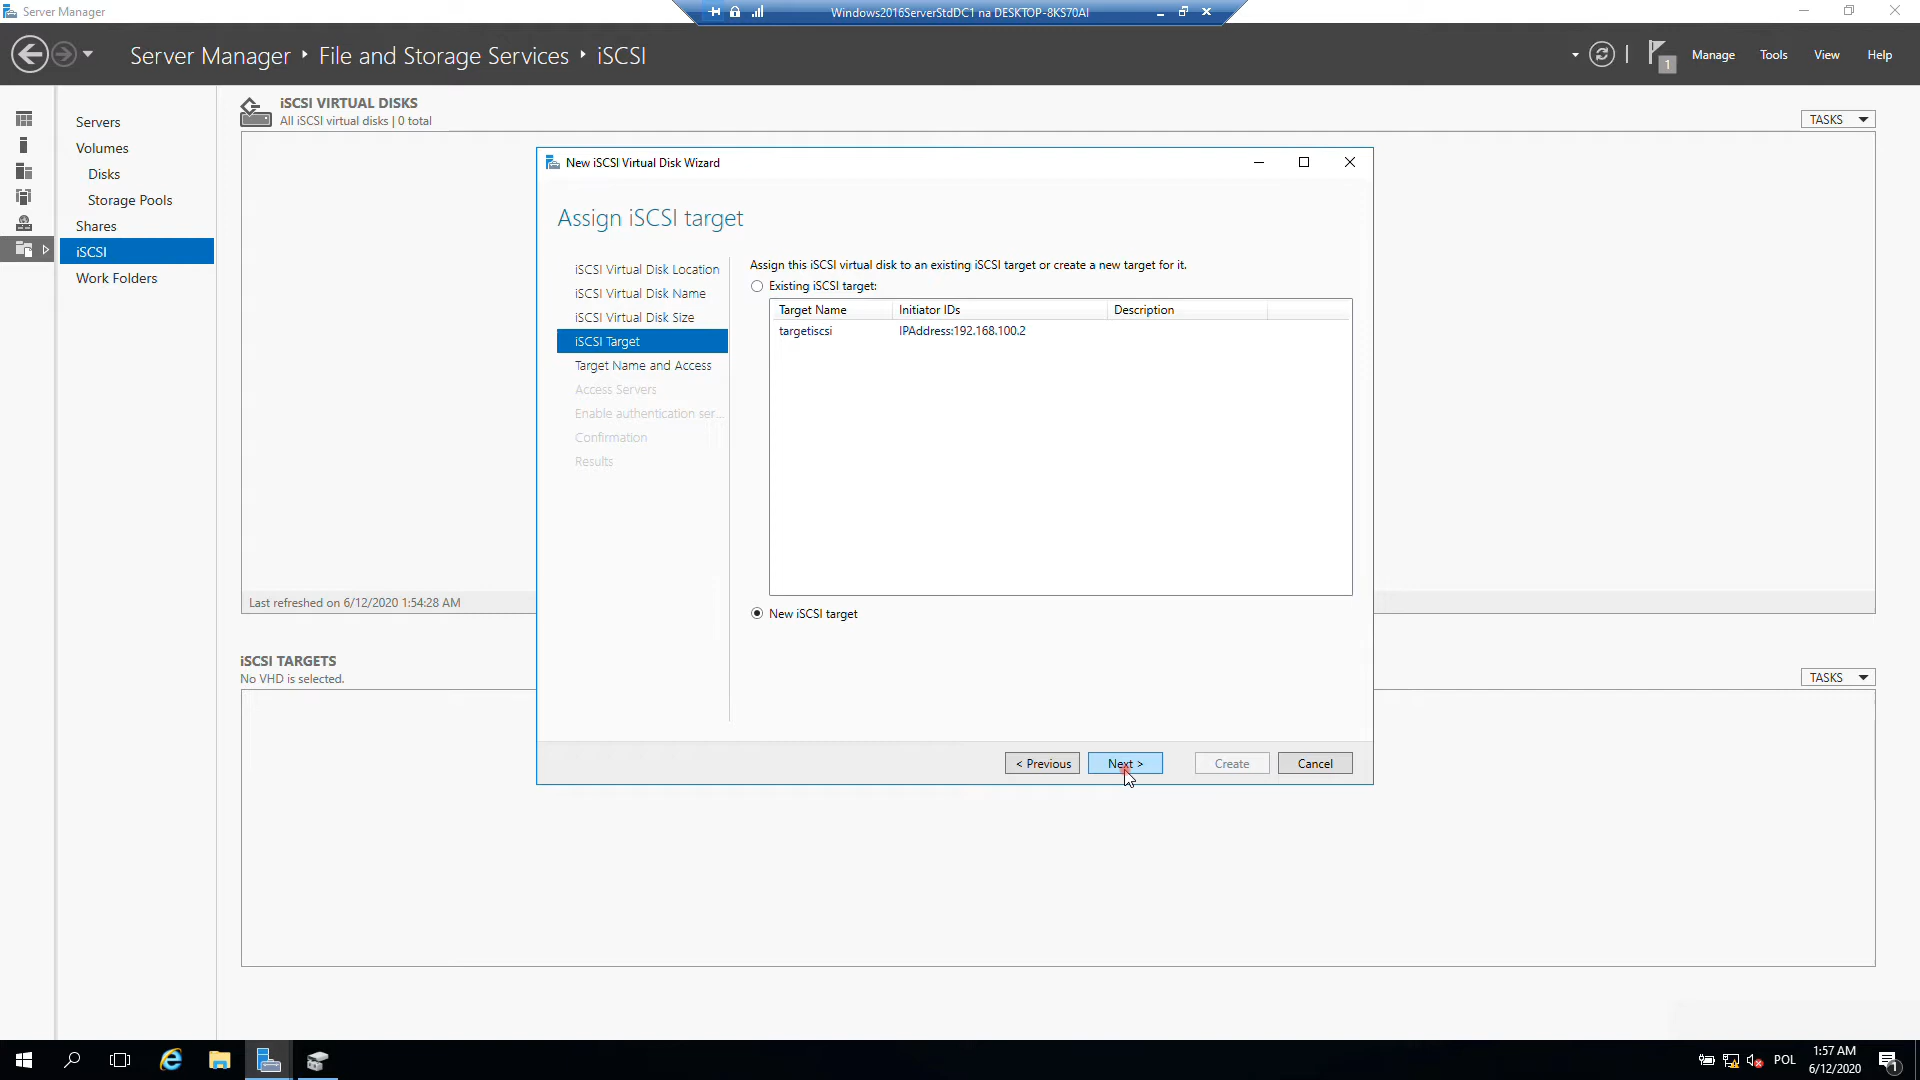 Server Manager
Windows2016ServerStdDC1 na DESKTOP-8KS70AI
Server Manager ‣ File and Storage Services ‣ iSCSI
1
Manage
Tools
View
Help
Servers
Volumes
Disks
Storage Pools
Shares
iSCSI
Work Folders
iSCSI VIRTUAL DISKS
All iSCSI virtual disks | 0 total
TASKS
Last refreshed on 6/12/2020 1:54:28 AM
iSCSI TARGETS
No VHD is selected.
TASKS
New iSCSI Virtual Disk Wizard
Assign iSCSI target
iSCSI Virtual Disk Location
iSCSI Virtual Disk Name
iSCSI Virtual Disk Size
iSCSI Target
Target Name and Access
Access Servers
Enable authentication ser...
Confirmation
Results
Assign this iSCSI virtual disk to an existing iSCSI target or create a new target for it.
Existing iSCSI target:
Target Name Initiator IDs Description
targetiscsi IPAddress:192.168.100.2
New iSCSI target
< Previous
Next >
Create
Cancel
POL
1:57 AM
6/12/2020
1